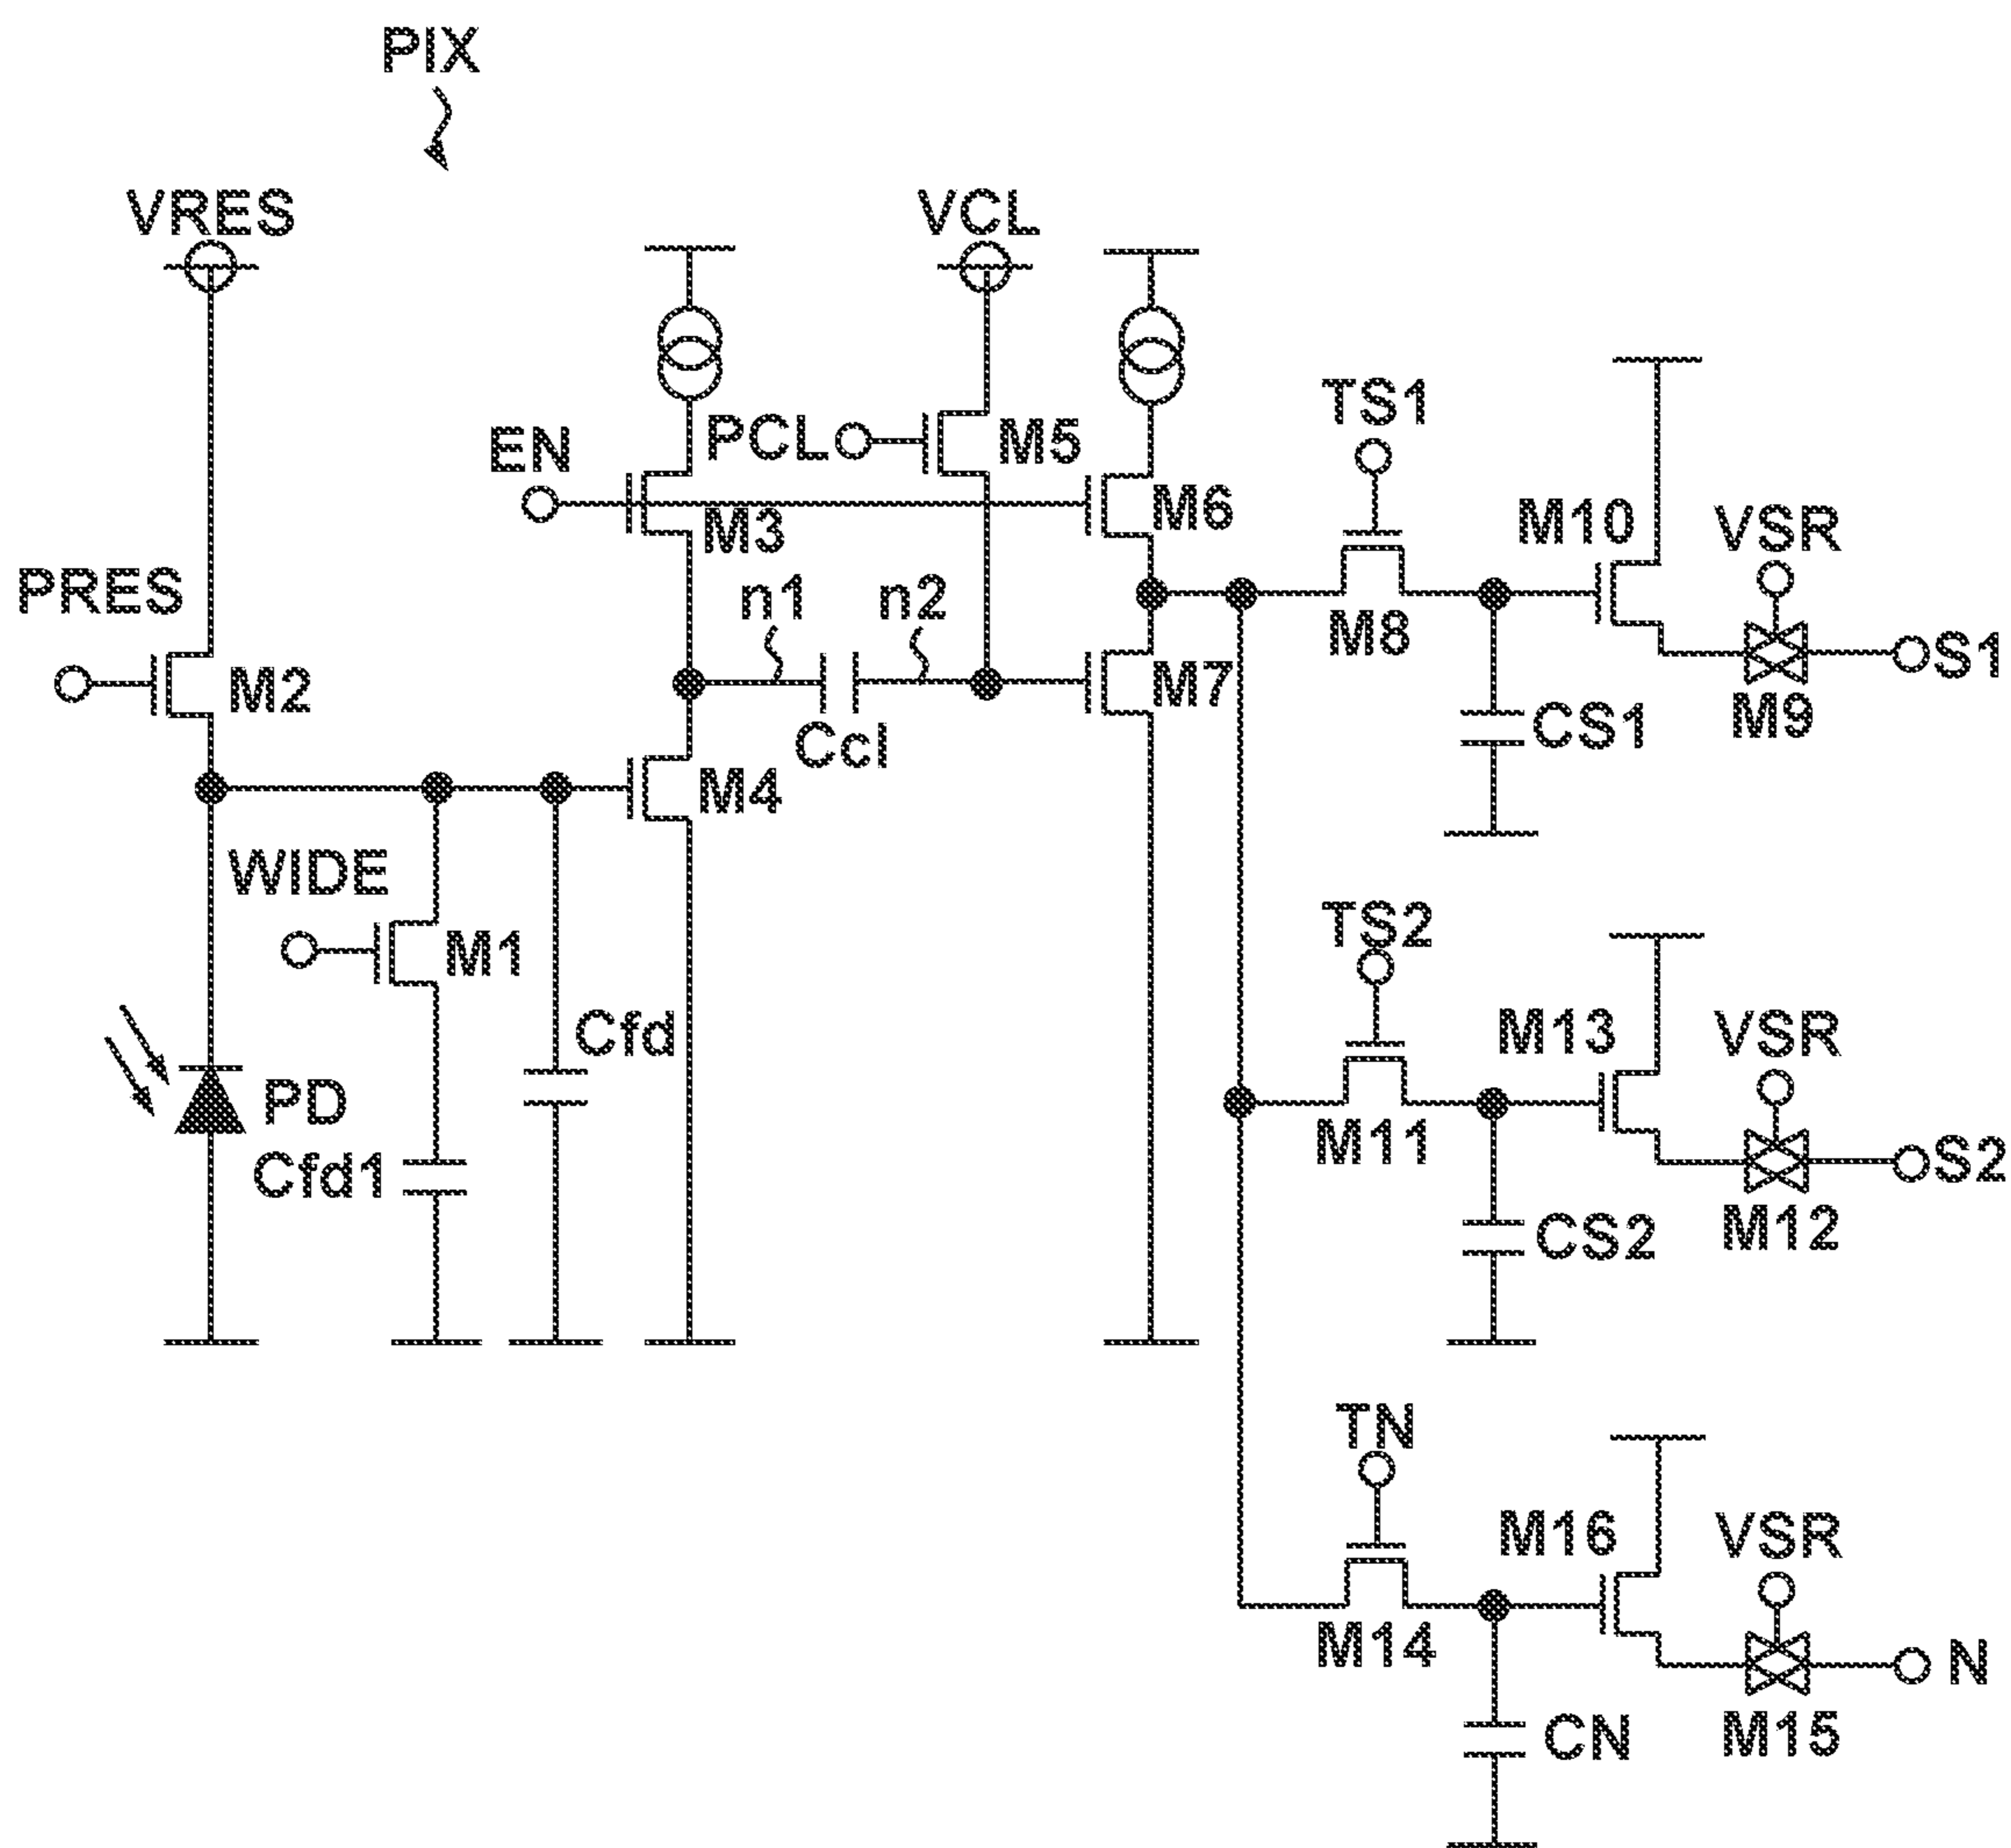 PIX
VRES
VCL
TS1
EN
PCL
M5
M3
M6
M10
VSR
PRES
n1
n2
M8
S1
M2
M7
CS1
M9
Ccl
M4
WIDE
TS2
M1
Cfd
M13
VSR
PD
M11
S2
Cfd1
CS2
M12
TN
M16
VSR
M14
N
CN
M15